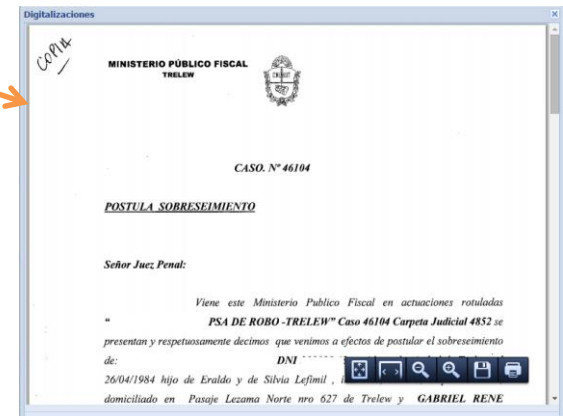 Digitalizaciones
COPIA
MINISTERIO PÚBLICO FISCAL
TRELEW
CHUBUT
CASO. Nº 46104
POSTULA SOBRESEIMIENTO
Señor Juez Penal:
Viene este Ministerio Publico Fiscal en actuaciones rotuladas
“ PSA DE ROBO -TRELEW” Caso 46104 Carpeta Judicial 4852 se
presentan y respetuosamente decimos que venimos a efectos de postular el sobreseimiento
de: DNI
26/04/1984 hijo de Eraldo y de Silvia Lefimil ,
domiciliado en Pasaje Lezama Norte nro 627 de Trelew y GABRIEL RENE